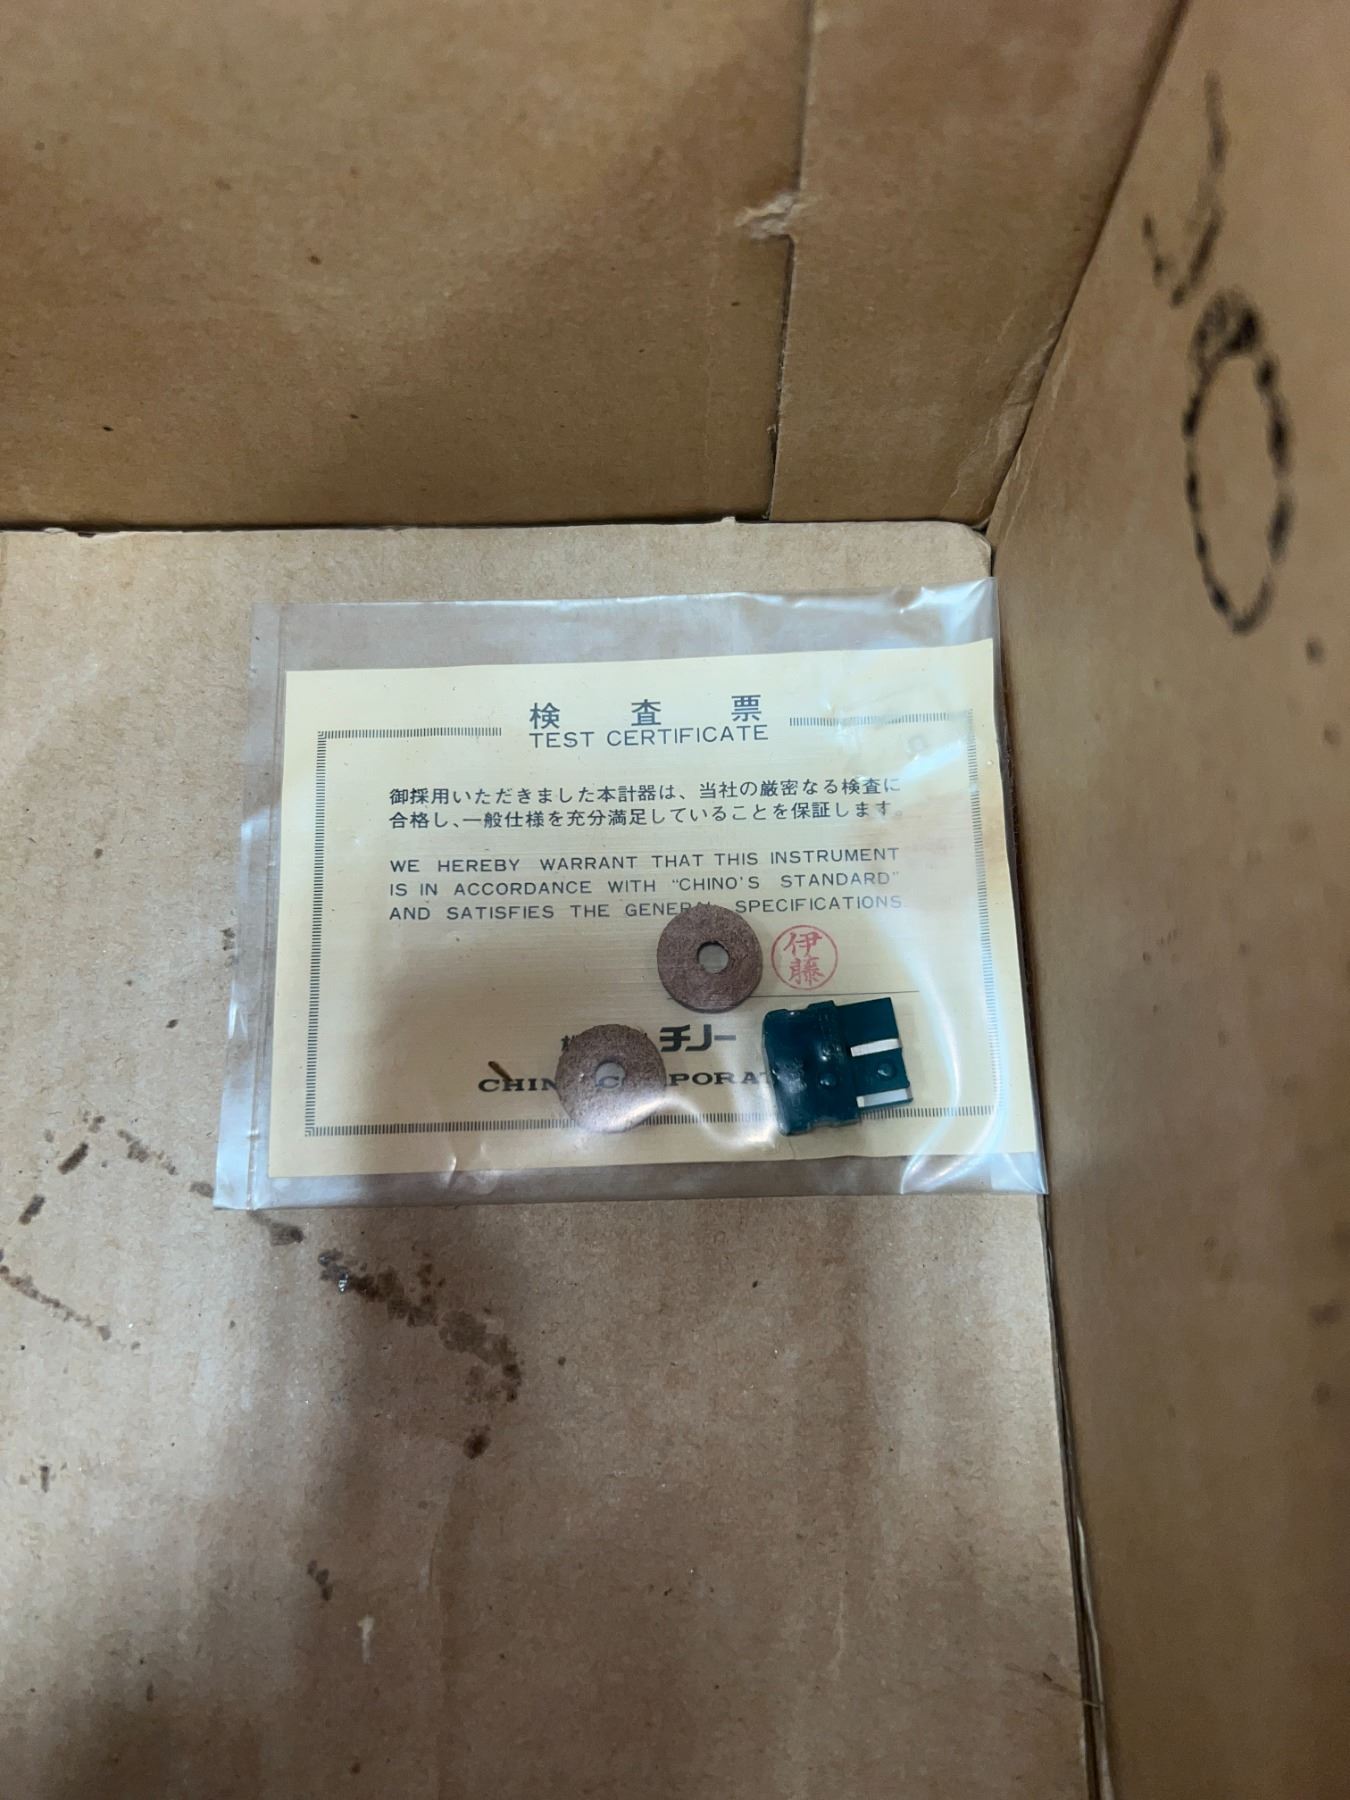 検査票
TEST CERTIFICATE
御採用いただきました本計器は、当社の厳密なる検査に
合格し、一般仕様を充分満足していることを保証します。
WE HEREBY WARRANT THAT THIS INSTRUMENT
IS IN ACCORDANCE WITH "CHINO'S STANDARD"
AND SATISFIES THE GENERAL SPECIFICATIONS
伊藤
チノー